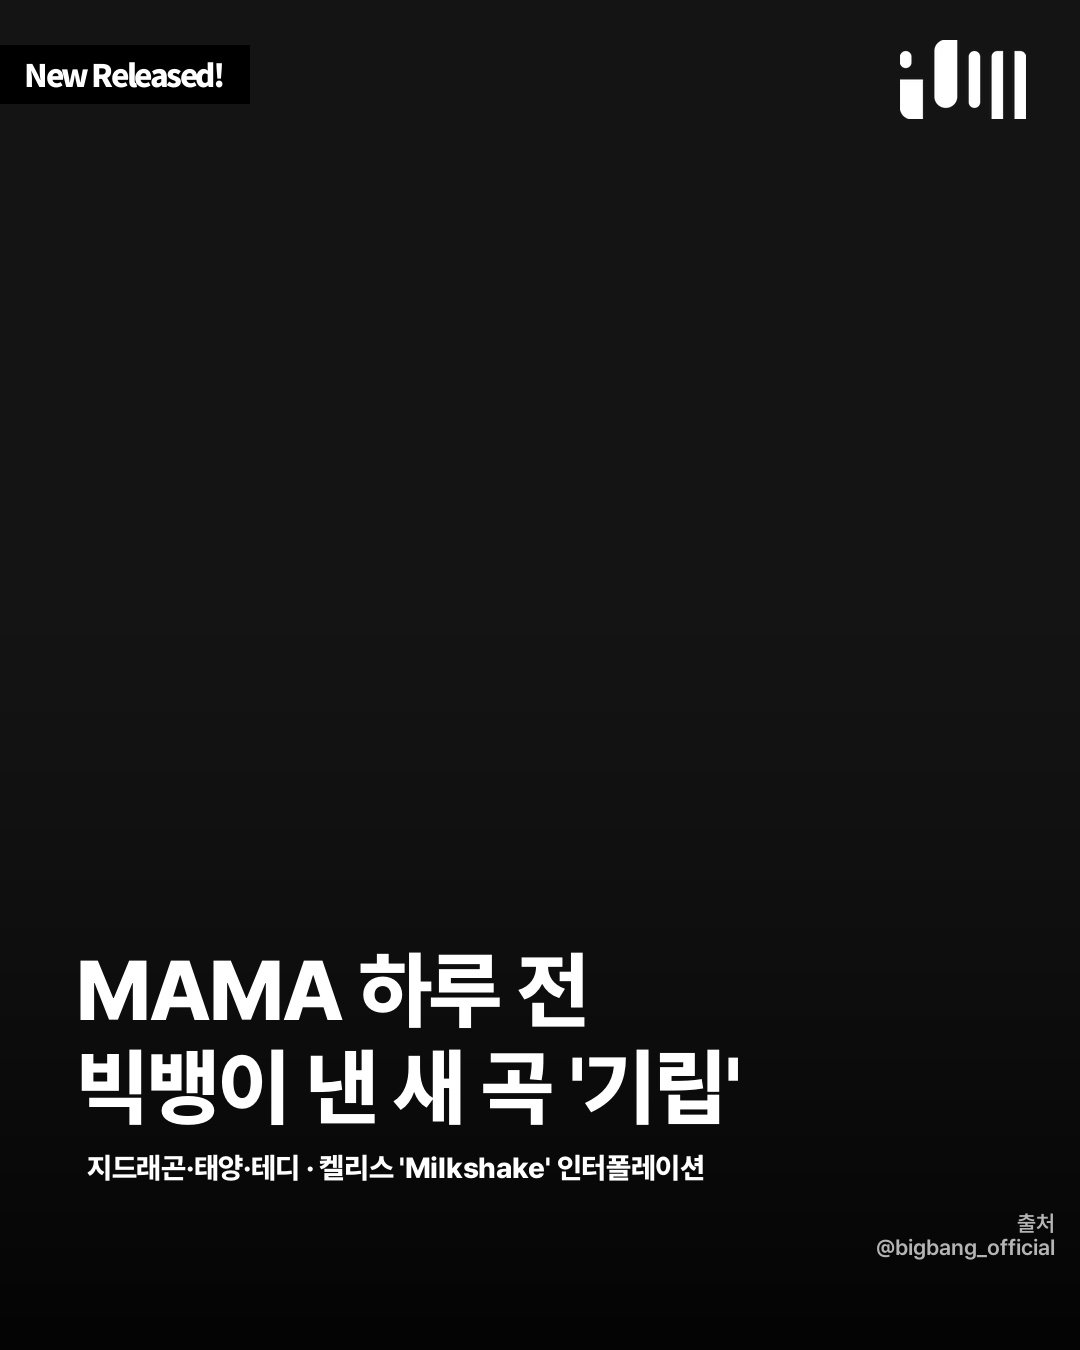 New Released!
MAMA 하루 전
빅뱅이 낸 새 곡 '기립'
지드래곤·태양·테디 · 켈리스 'Milkshake' 인터폴레이션
출처
@bigbang_official